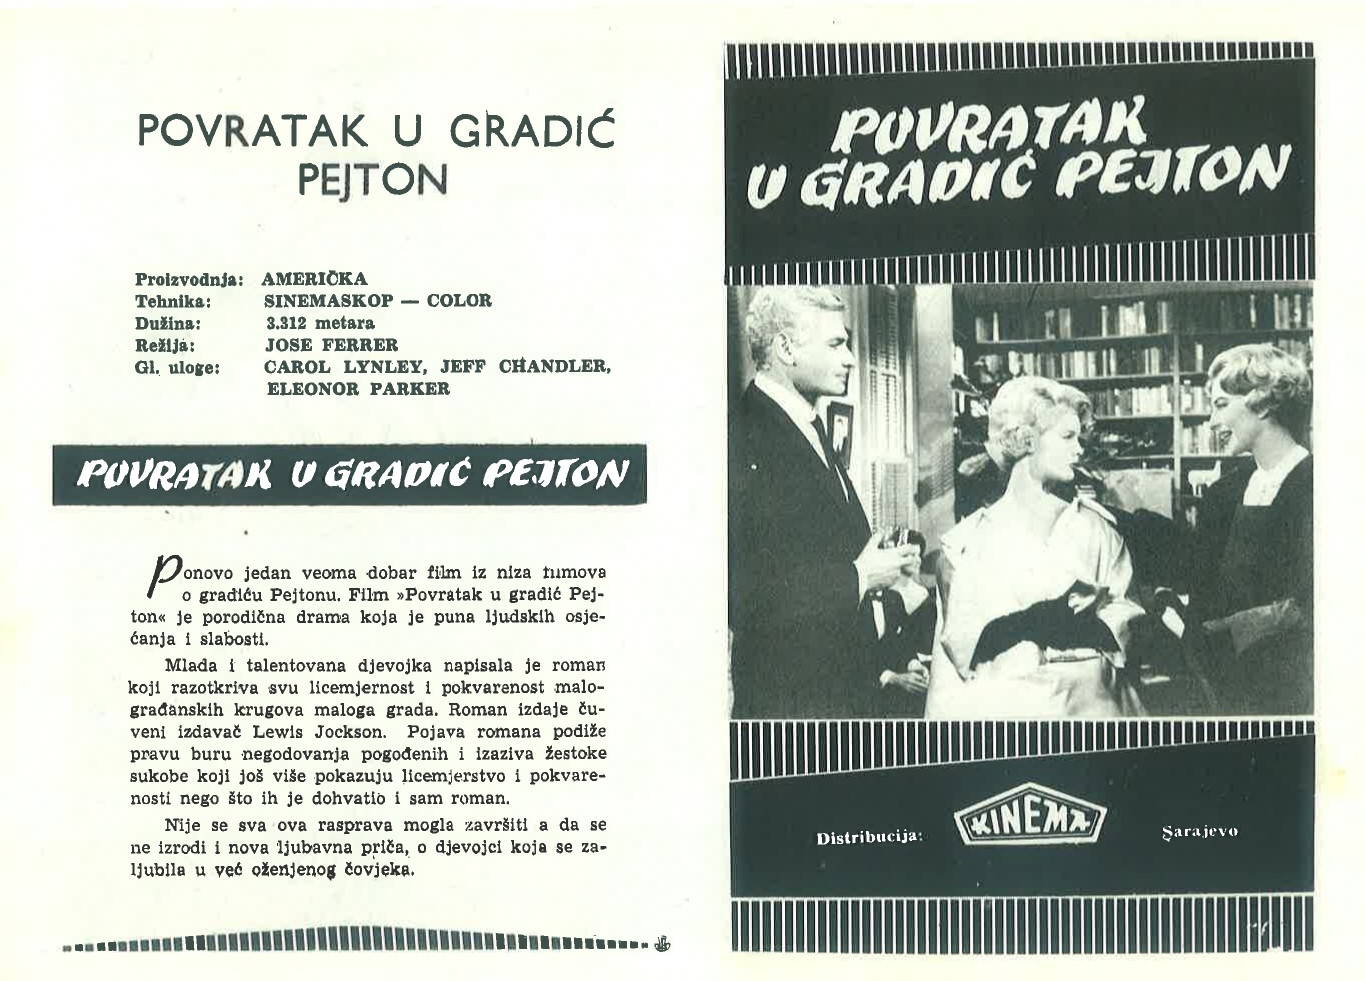 POVRATAK U GRADIĆ
PEJTON
Proizvodnja: AMERIČKA
Tehnika: SINEMASKOP — COLOR
Dužina: 3.312 metara
Režija: JOSE FERRER
Gl. uloge: CAROL LYNLEY, JEFF CHANDLER,
ELEONOR PARKER
POVRATAK U GRADIĆ PEJTON
Ponovo jedan veoma dobar film iz niza tumova
o gradiću Pejtonu. Film »Povratak u gradić Pej-
ton« je porodična drama koja je puna ljudskih osje-
ćanja i slabosti.
Mlada i talentovana djevojka napisala je roman
koji razotkriva svu licemjernost i pokvarenost malo-
građanskih krugova maloga grada. Roman izdaje ču-
veni izdavač Lewis Jockson. Pojava romana podiže
pravu buru negodovanja pogođenih i izaziva žestoke
sukobe koji još više pokazuju licemjerstvo i pokvare-
nosti nego što ih je dohvatio i sam roman.
Nije se sva ova rasprava mogla završiti a da se
ne izrodi i nova ljubavna priča, o djevojci koja se za-
ljubila u već oženjenog čovjeka.
POVRATAK
U GRADIĆ PEJTON
Distribucija: KINEMA Sarajevo